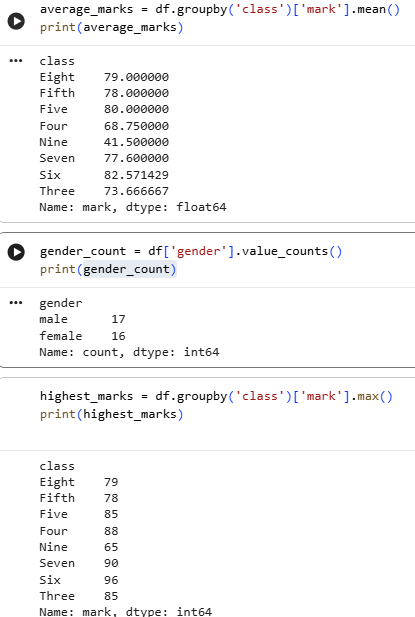 average_marks = df.groupby('class')['mark'].mean()
print(average_marks)
class
Eight    79.000000
Fifth    78.000000
Five     80.000000
Four     68.750000
Nine     41.500000
Seven    77.600000
Six      82.571429
Three    73.666667
Name: mark, dtype: float64
gender_count = df['gender'].value_counts()
print(gender_count)
gender
male      17
female    16
Name: count, dtype: int64
highest_marks = df.groupby('class')['mark'].max()
print(highest_marks)
class
Eight    79
Fifth    78
Five     85
Four     88
Nine     65
Seven    90
Six      96
Three    85
Name: mark, dtype: int64